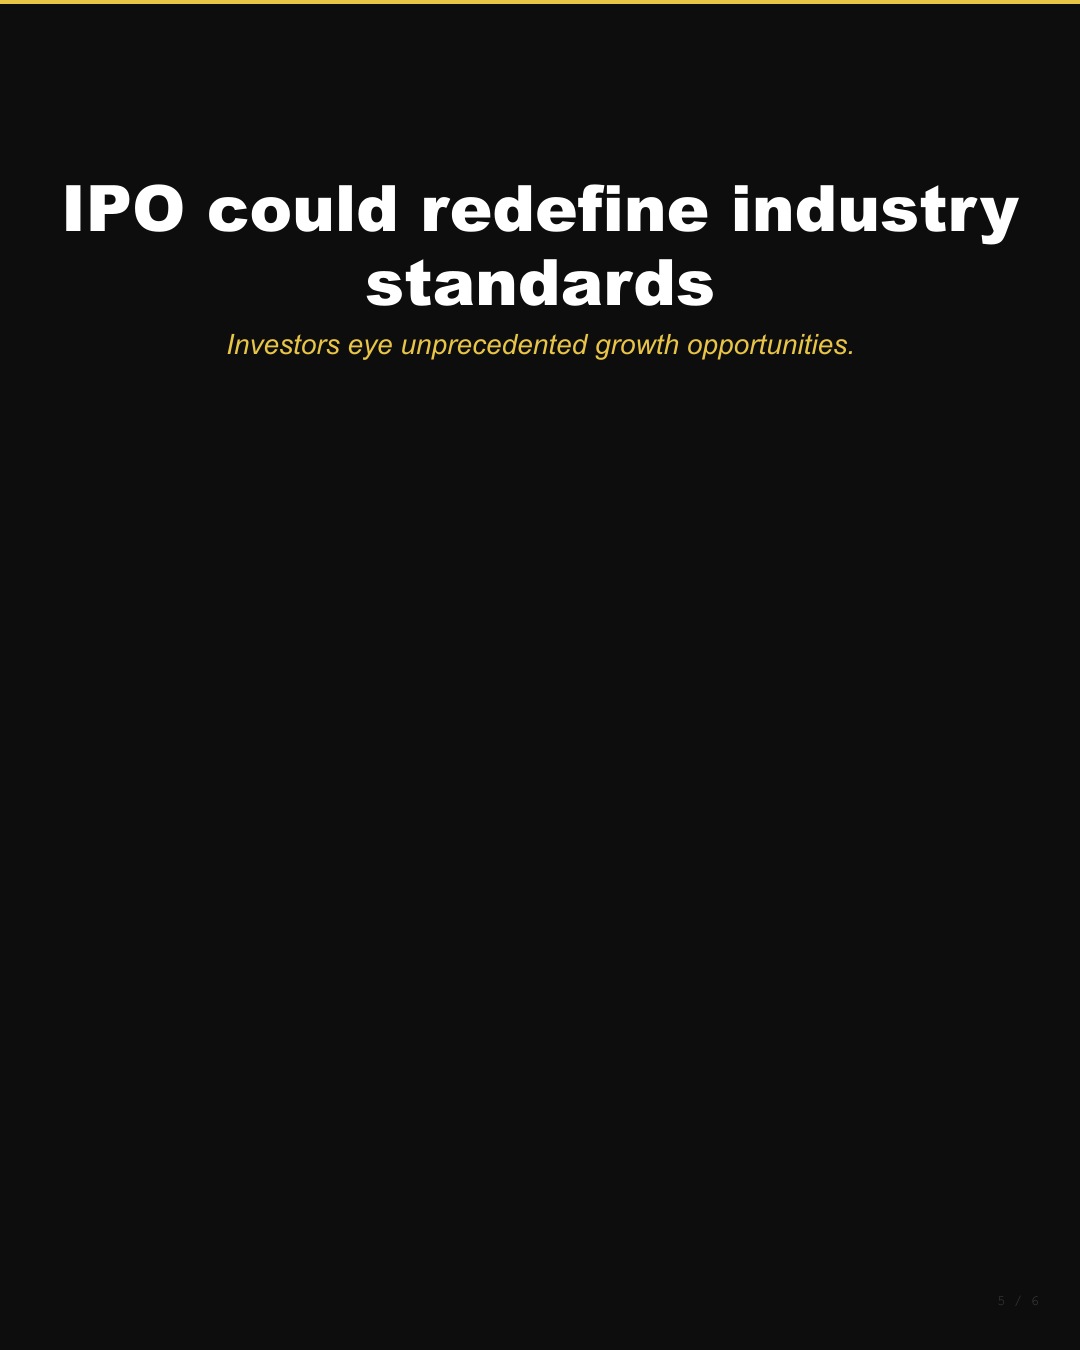 IPO could redefine industry
standards
Investors eye unprecedented growth opportunities.
5 / 6